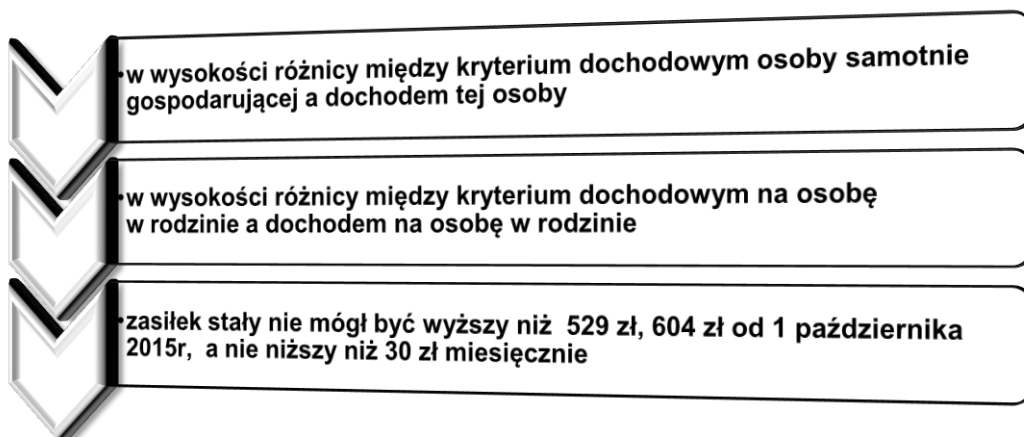 •w wysokości różnicy między kryterium dochodowym osoby samotnie
gospodarującej a dochodem tej osoby
•w wysokości różnicy między kryterium dochodowym na osobę
w rodzinie a dochodem na osobę w rodzinie
•zasiłek stały nie mógł być wyższy niż 529 zł, 604 zł od 1 października
2015r, a nie niższy niż 30 zł miesięcznie